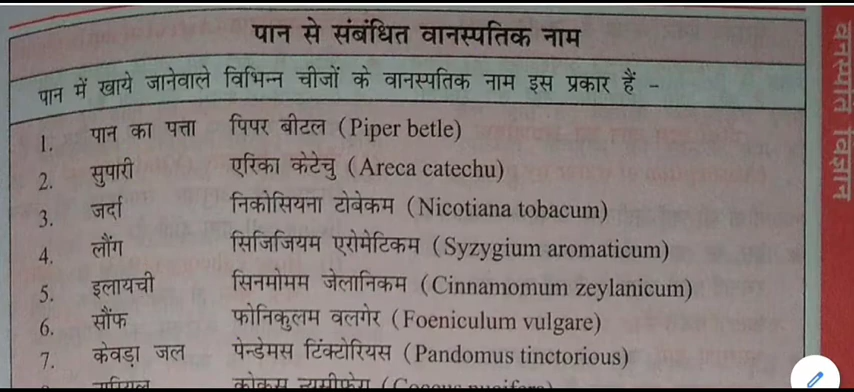 पान से संबंधित वानस्पतिक नाम
पान में खाये जानेवाले विभिन्न चीजों के वानस्पतिक नाम इस प्रकार हैं -
1. पान का पत्ता पिपर बीटल (Piper betle)
2. सुपारी एरिका केटेचु (Areca catechu)
3. जर्दा निकोसियना टोबेकम (Nicotiana tobacum)
4. लौंग सिजिजियम एरोमेटिकम (Syzygium aromaticum)
5. इलायची सिनमोमम जेलानिकम (Cinnamomum zeylanicum)
6. सौंफ फोनिकुलम वलगेर (Foeniculum vulgare)
7. केवड़ा जल पेन्डेमस टिंक्टोरियस (Pandomus tinctorious)
वनस्पति विज्ञान